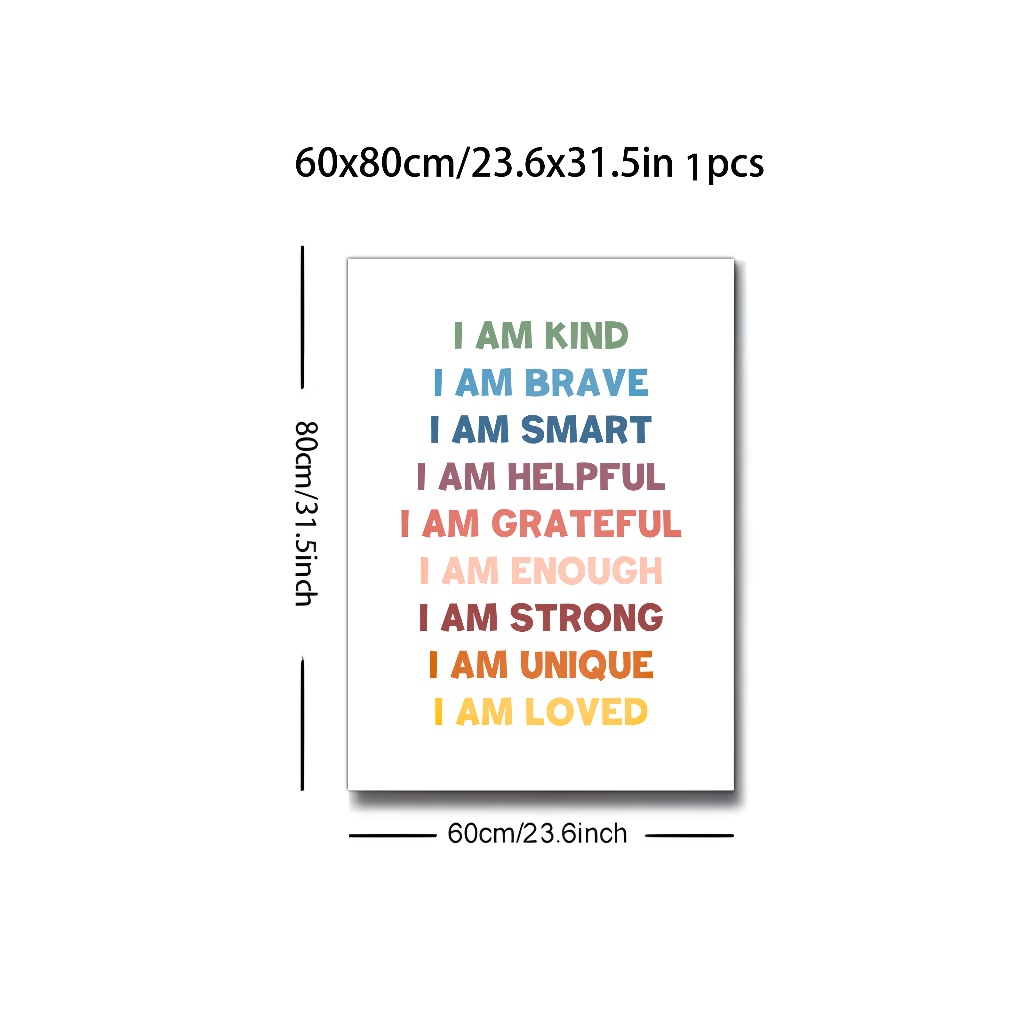 60x80cm/23.6x31.5in 1pcs
80cm/31.5inch
I AM KIND
I AM BRAVE
I AM SMART
I AM HELPFUL
I AM GRATEFUL
I AM ENOUGH
I AM STRONG
I AM UNIQUE
I AM LOVED
60cm/23.6inch